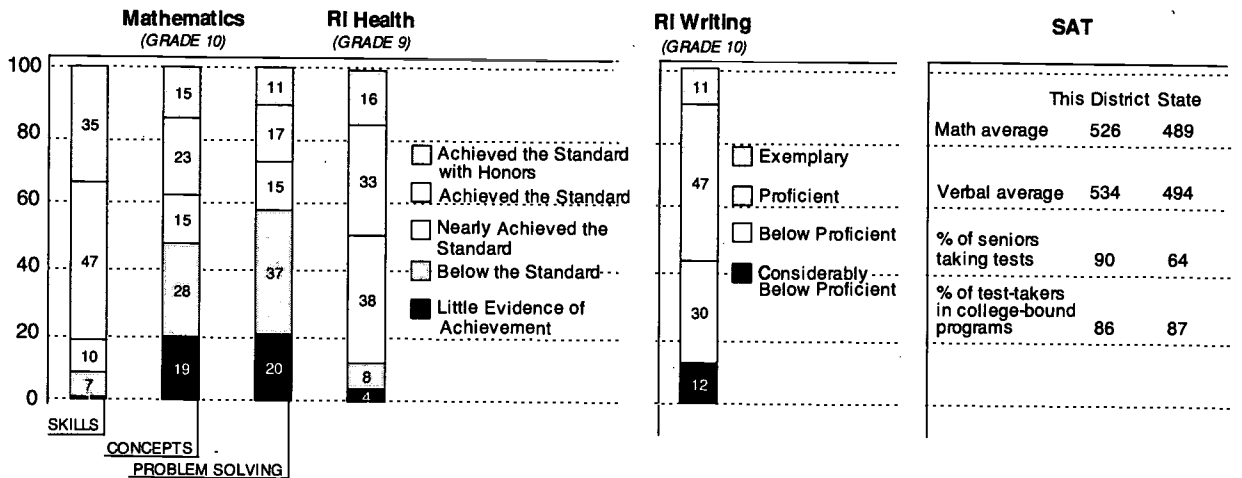 Mathematics
(GRADE 10)
RI Health
(GRADE 9)
RI Writing
(GRADE 10)
SAT
100
80
60
40
20
0
35
47
10
7
15
23
15
28
19
11
17
15
37
20
16
33
38
8
4
SKILLS
CONCEPTS
PROBLEM SOLVING
Achieved the Standard
with Honors
Achieved the Standard
Nearly Achieved the
Standard
Below the Standard
Little Evidence of
Achievement
11
47
30
12
Exemplary
Proficient
Below Proficient
Considerably
Below Proficient
This District State
Math average 526 489
Verbal average 534 494
% of seniors
taking tests 90 64
% of test-takers
in college-bound
programs 86 87